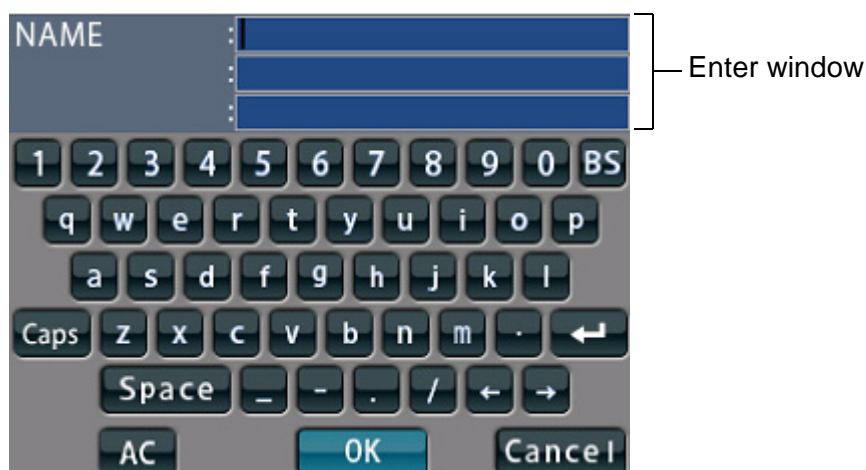 NAME :
Enter window
:
:
1 2 3 4 5 6 7 8 9 0 BS
q w e r t y u i o p
a s d f g h j k l
Caps z x c v b n m · ↵
Space _ - . / ← →
AC OK Cancel